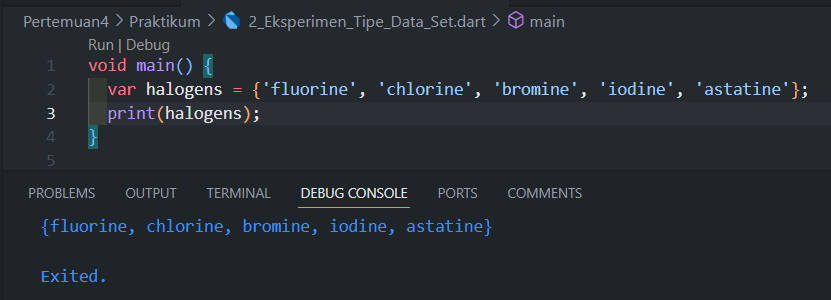 Pertemuan4 > Praktikum > 2_Eksperimen_Tipe_Data_Set.dart > main
Run | Debug
1 void main() {
2 var halogens = {'fluorine', 'chlorine', 'bromine', 'iodine', 'astatine'};
3 print(halogens);
4 }
5
PROBLEMS OUTPUT TERMINAL DEBUG CONSOLE PORTS COMMENTS
{fluorine, chlorine, bromine, iodine, astatine}
Exited.